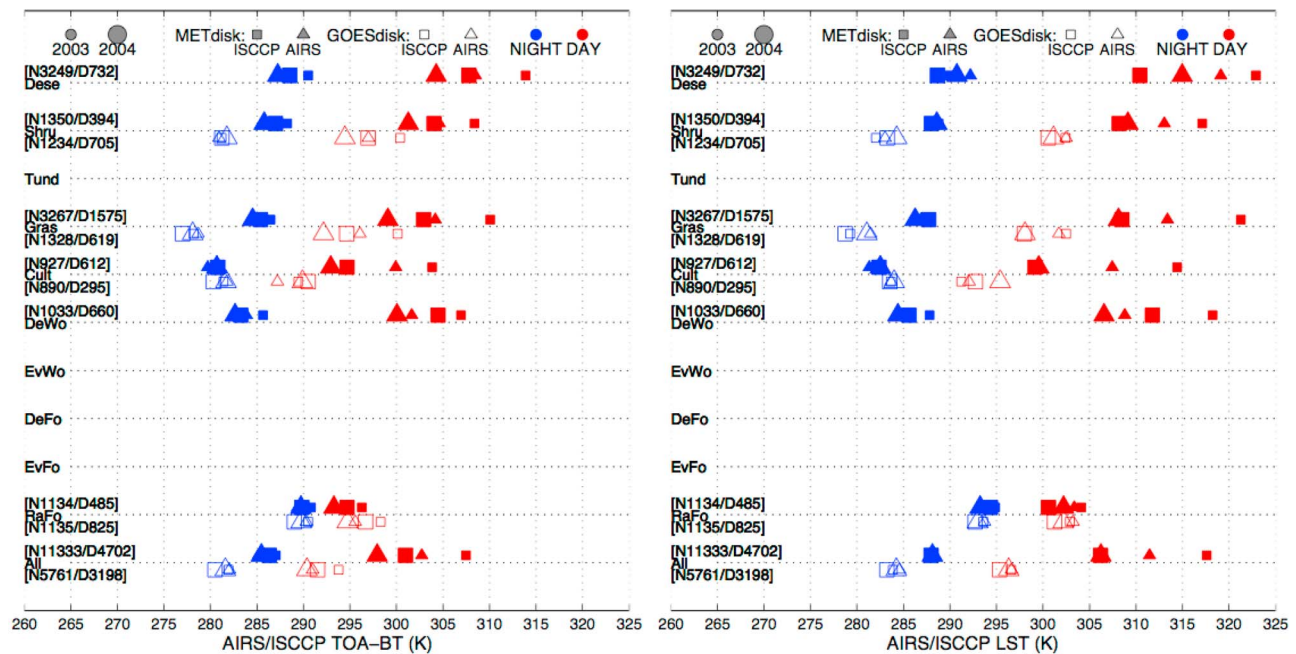 METdisk: GOESdisk:
2003 2004 ISCCP AIRS ISCCP AIRS NIGHT DAY
[N3249/D732]
Dese
[N1350/D394]
Shru
[N1234/D705]
Tund
[N3267/D1575]
Gras
[N1328/D619]
[N927/D612]
Cult
[N890/D295]
[N1033/D660]
DeWo
EvWo
DeFo
EvFo
[N1134/D485]
RaFo
[N1135/D825]
[N11333/D4702]
All
[N5761/D3198]
260 265 270 275 280 285 290 295 300 305 310 315 320 325
AIRS/ISCCP TOA–BT (K)
METdisk: GOESdisk:
2003 2004 ISCCP AIRS ISCCP AIRS NIGHT DAY
[N3249/D732]
Dese
[N1350/D394]
Shru
[N1234/D705]
Tund
[N3267/D1575]
Gras
[N1328/D619]
[N927/D612]
Cult
[N890/D295]
[N1033/D660]
DeWo
EvWo
DeFo
EvFo
[N1134/D485]
RaFo
[N1135/D825]
[N11333/D4702]
All
[N5761/D3198]
260 265 270 275 280 285 290 295 300 305 310 315 320 325
AIRS/ISCCP LST (K)